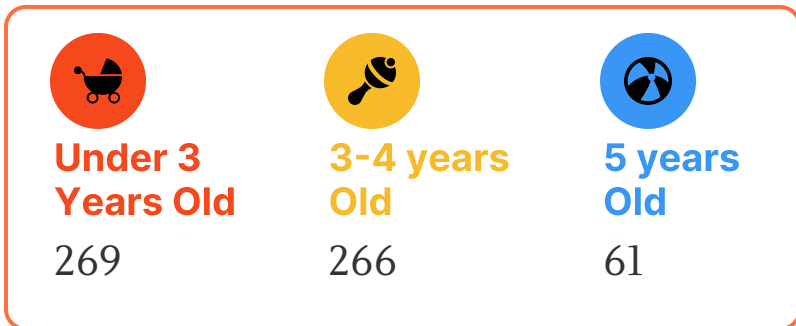 Under 3
Years Old
269
3-4 years
Old
266
5 years
Old
61